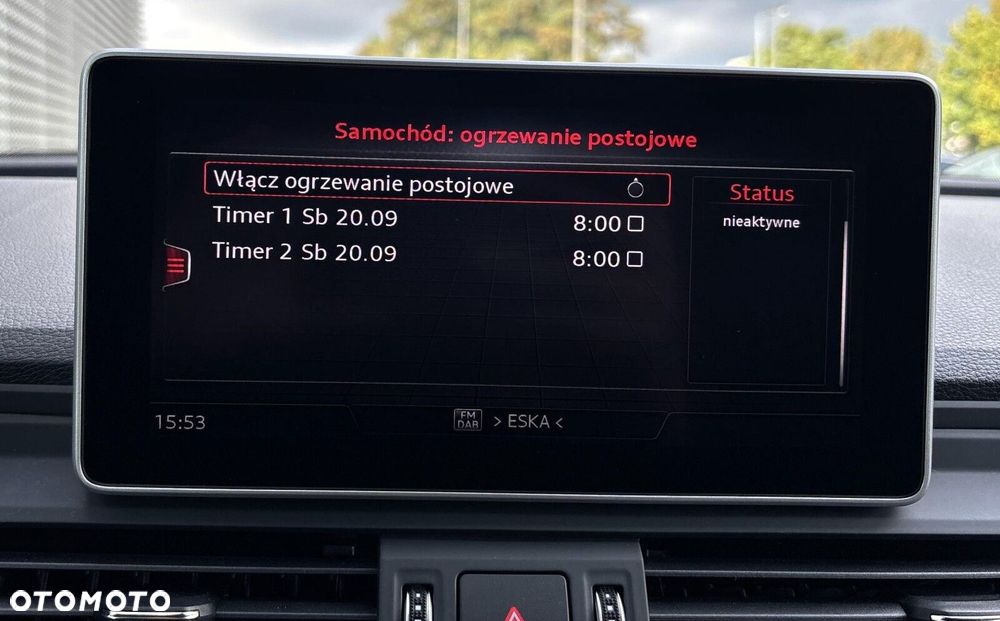 Samochód: ogrzewanie postojowe
Włącz ogrzewanie postojowe
Timer 1 Sb 20.09 8:00
Timer 2 Sb 20.09 8:00
Status
nieaktywne
15:53
FM
DAB
> ESKA <
OTOMOTO